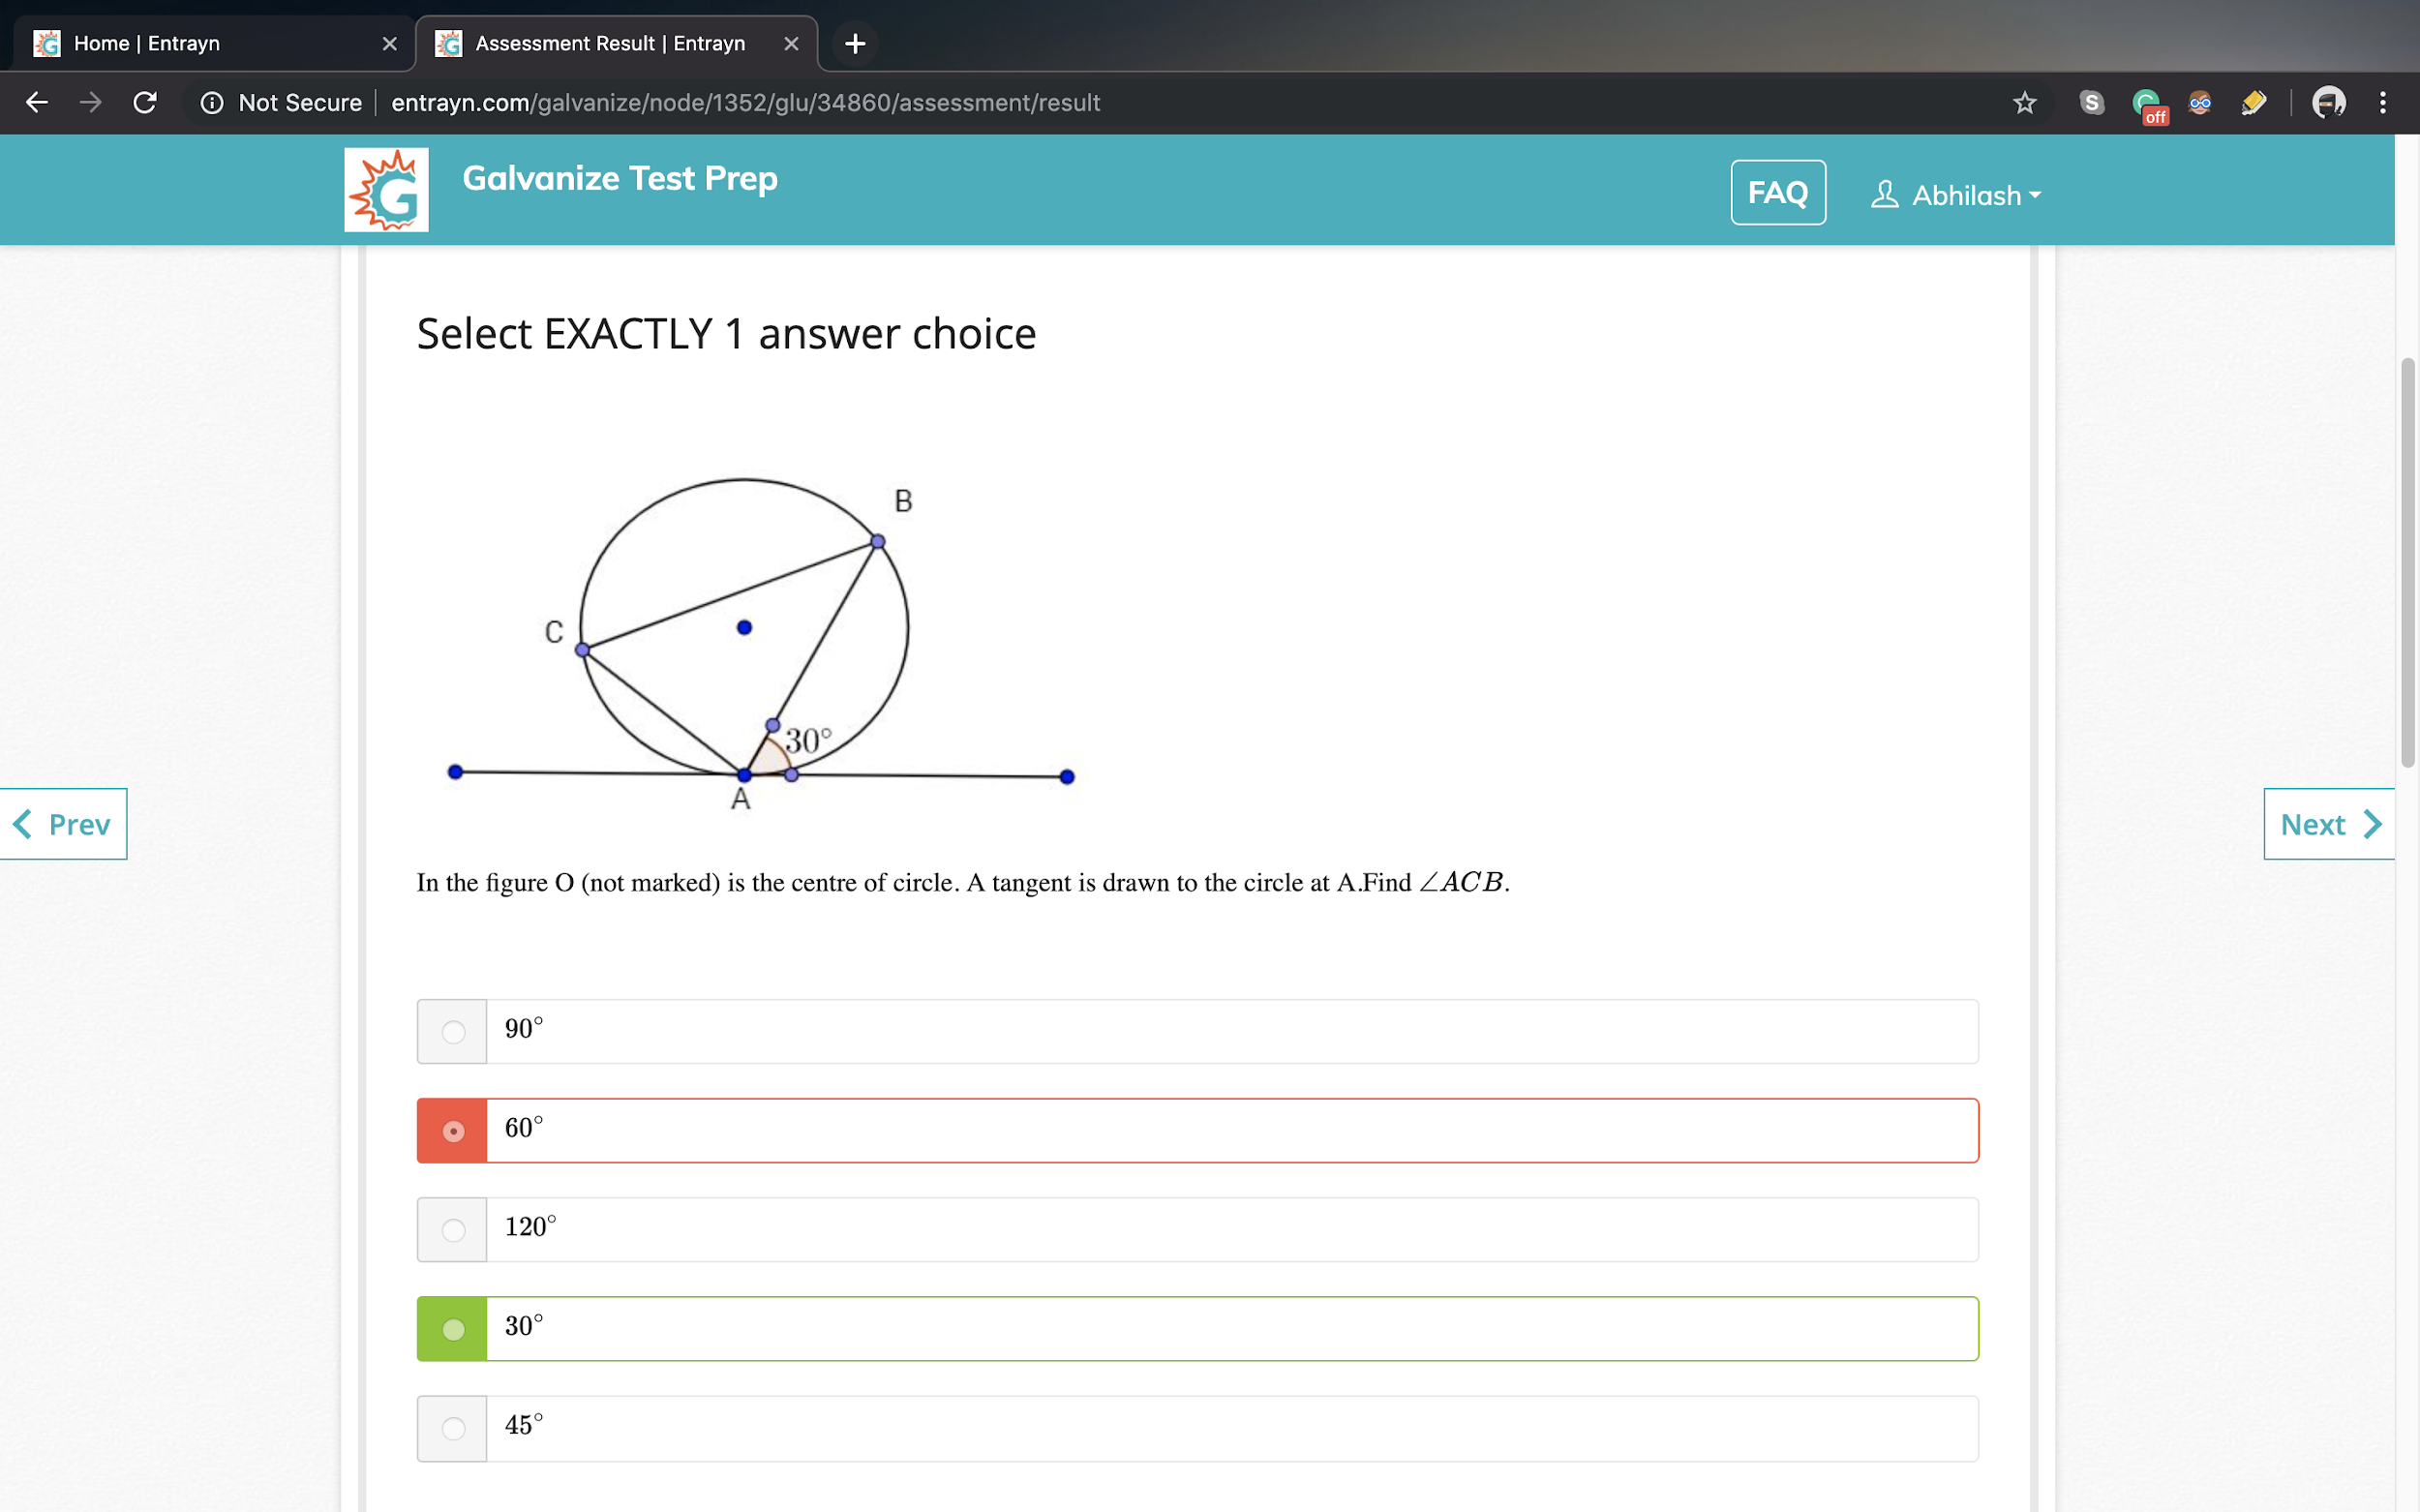 Home | Entrayn
Assessment Result | Entrayn
Not Secure | entrayn.com/galvanize/node/1352/glu/34860/assessment/result
off
Galvanize Test Prep
FAQ
Abhilash
Select EXACTLY 1 answer choice
B
C
30°
A
Prev
Next
In the figure O (not marked) is the centre of circle. A tangent is drawn to the circle at A.Find ∠ACB.
90°
60°
120°
30°
45°